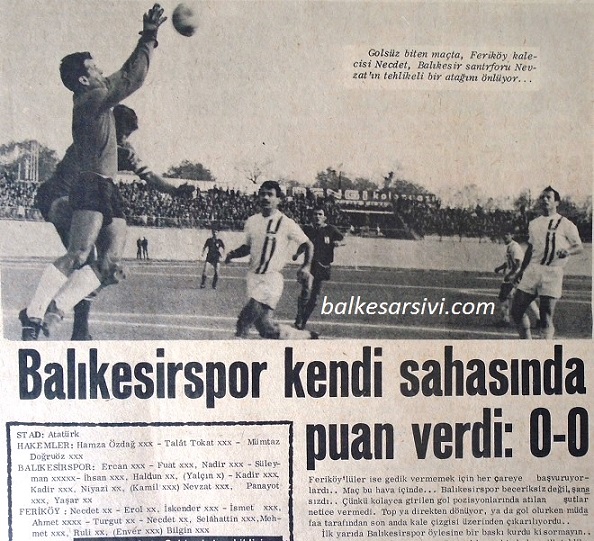 Golsüz biten maçta, Feriköy kale-
cisi Necdet, Balıkesir santrforu Nev-
zat'ın tehlikeli bir atağını önlüyor...
balkesarsivi.com
Balıkesirspor kendi sahasında
puan verdi: 0-0
STAD: Atatürk
HAKEMLER: Hamza Özdağ xxx - Talât Tokat xxx - Mümtaz
Doğruöz xxx
BALIKESİRSPOR: Ercan xxx - Fuat xxx, Nadir xxx - Süley-
man xxxxx- İhsan xxx, Haldun xx, (Yalçın x) - Kadir xxx,
Kadir xxx, Niyazi xx, (Kamil xxx) Nevzat xxx, Panayot
xxx, Yaşar xx
FERİKÖY : Necdet xx - Erol xx, İskender xxx - İsmet xxx,
Ahmet xxxx - Turgut xx - Necdet xx, Selâhattin xxx, Meh-
met xxx, Ruli xx, (Enver xxx) Bilgin xxx
Feriköy'lüler ise gedik vermemek için her çareye başvuruyor-
lardı.. Maç bu hava içinde... Balıkesirspor beceriksiz değil, şans
sızdı.. Çünkü kolayca girilen gol pozisyonlarında atılan şutlar
netice vermedi. Top ya direkten dönüyor, ya da gol olurken müda
faa tarafından son anda kale çizgisi üzerinden çıkarılıyordu..
İlk yarıda Balıkesirspor öylesine bir baskı kurdu ki sormayın..